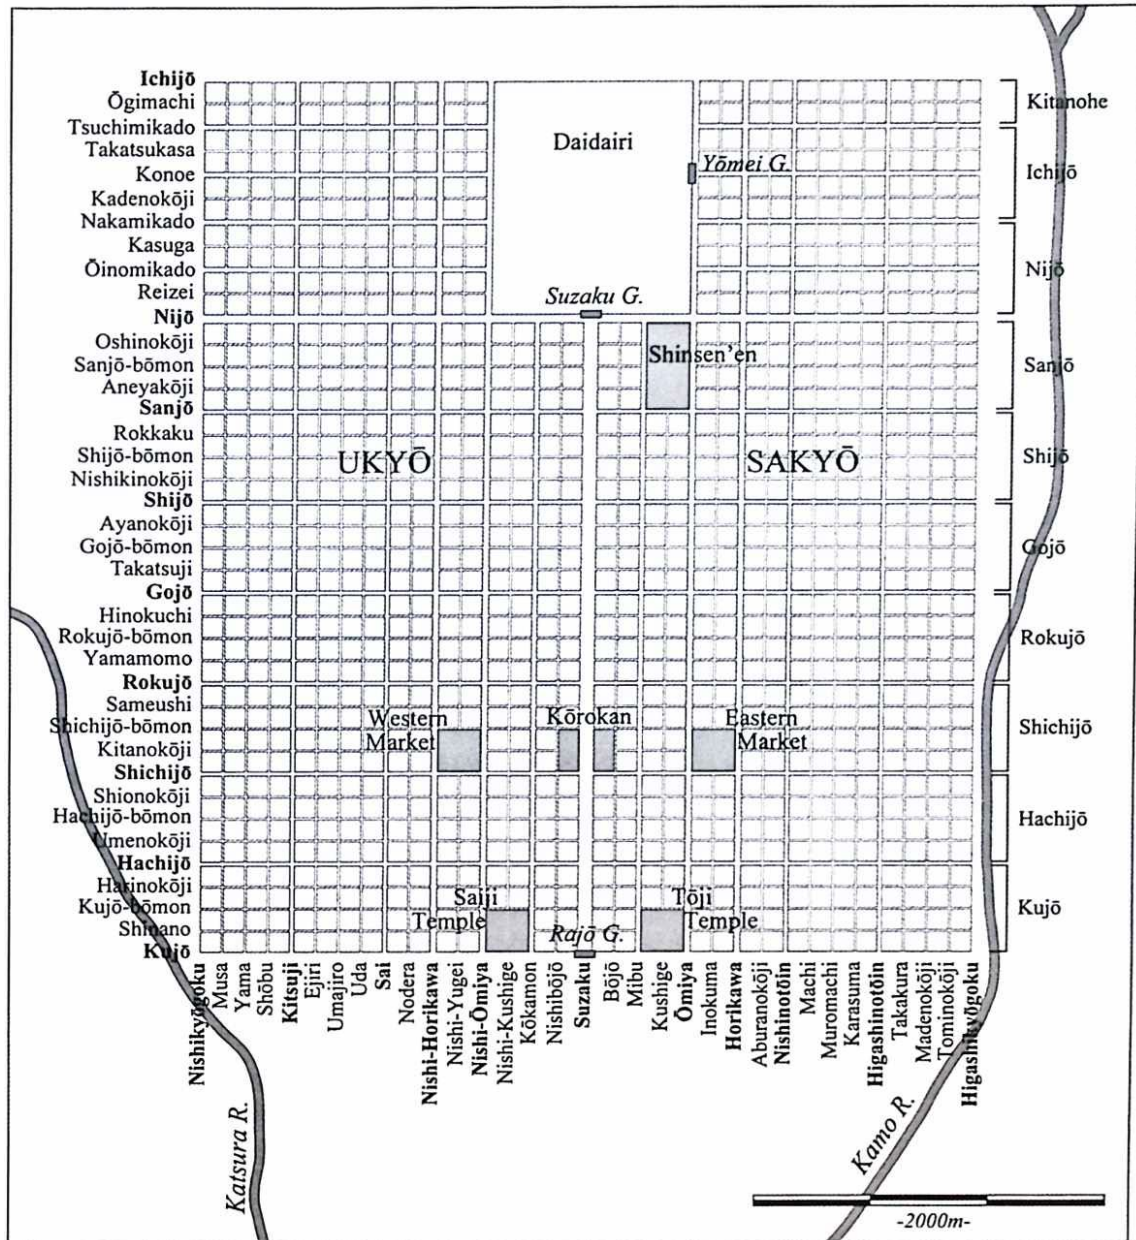 Ichijō
Ōgimachi
Tsuchimikado
Takatsukasa
Konoe
Kadenokōji
Nakamikado
Kasuga
Ōinomikado
Reizei
Nijō
Oshinokōji
Sanjō-bōmon
Aneyakōji
Sanjō
Rokkaku
Shijō-bōmon
Nishikinokōji
Shijō
Ayanokōji
Gojō-bōmon
Takatsuji
Gojō
Hinokuchi
Rokujō-bōmon
Yamamomo
Rokujō
Sameushi
Shichijō-bōmon
Kitanokōji
Shichijō
Shionokōji
Hachijō-bōmon
Umenokōji
Hachijō
Harinokōji
Kujō-bōmon
Shinano
Kujō
Daidairi
Yōmei G.
Suzaku G.
Shinsen'en
UKYŌ
SAKYŌ
Western
Market
Kōrokan
Eastern
Market
Saiji
Temple
Rajō G.
Tōji
Temple
Kitanohe
Ichijō
Nijō
Sanjō
Shijō
Gojō
Rokujō
Shichijō
Hachijō
Kujō
Nishikyōgoku
Musa
Yama
Shōbu
Kitsuji
Ejiri
Umajiro
Uda
Sai
Nodera
Nishi-Horikawa
Nishi-Yugei
Nishi-Ōmiya
Nishi-Kushige
Kōkamon
Nishibōjō
Suzaku
Bōjō
Mibu
Kushige
Ōmiya
Inokuma
Horikawa
Aburanokōji
Nishinotōin
Machi
Muromachi
Karasuma
Higashinotōin
Takakura
Madenokōji
Tominokōji
Higashikyōgoku
Katsura R.
Kamo R.
-2000m-